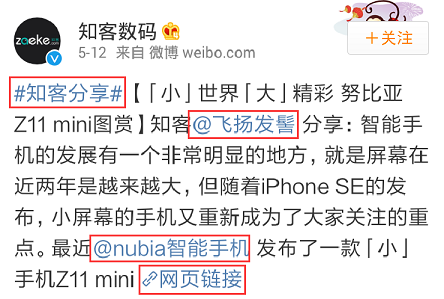 zaeke
知客数码
5-12 来自 微博 weibo.com
+关注
#知客分享#【「小」世界「大」精彩 努比亚
Z11 mini图赏】知客@飞扬发髻 分享：智能手
机的发展有一个非常明显的地方，就是屏幕在
近两年是越来越大，但随着iPhone SE的发
布，小屏幕的手机又重新成为了大家关注的重
点。最近@nubia智能手机 发布了一款「小」
手机Z11 mini 网页链接